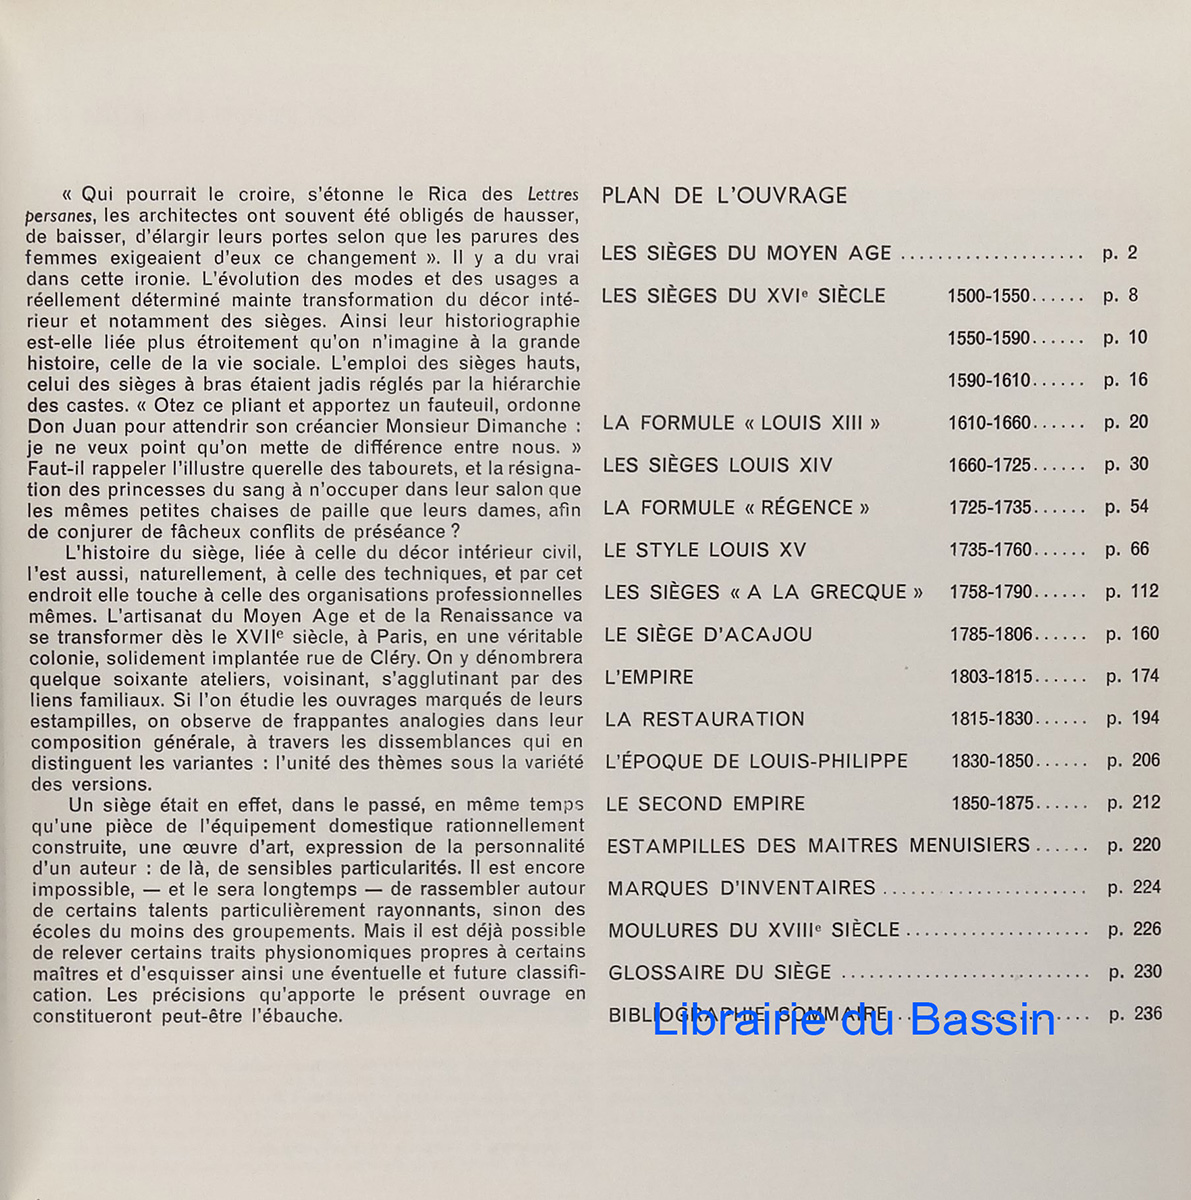 « Qui pourrait le croire, s'étonne le Rica des Lettres
persanes, les architectes ont souvent été obligés de hausser,
de baisser, d'élargir leurs portes selon que les parures des
femmes exigeaient d'eux ce changement ». Il y a du vrai
dans cette ironie. L'évolution des modes et des usages a
réellement déterminé mainte transformation du décor inté-
rieur et notamment des sièges. Ainsi leur historiographie
est-elle liée plus étroitement qu'on n'imagine à la grande
histoire, celle de la vie sociale. L'emploi des sièges hauts,
celui des sièges à bras étaient jadis réglés par la hiérarchie
des castes. « Otez ce pliant et apportez un fauteuil, ordonne
Don Juan pour attendrir son créancier Monsieur Dimanche :
je ne veux point qu'on mette de différence entre nous. »
Faut-il rappeler l'illustre querelle des tabourets, et la résigna-
tion des princesses du sang à n'occuper dans leur salon que
les mêmes petites chaises de paille que leurs dames, afin
de conjurer de fâcheux conflits de préséance ?
L'histoire du siège, liée à celle du décor intérieur civil,
l'est aussi, naturellement, à celle des techniques, et par cet
endroit elle touche à celle des organisations professionnelles
mêmes. L'artisanat du Moyen Age et de la Renaissance va
se transformer dès le XVIIe siècle, à Paris, en une véritable
colonie, solidement implantée rue de Cléry. On y dénombrera
quelque soixante ateliers, voisinant, s'agglutinant par des
liens familiaux. Si l'on étudie les ouvrages marqués de leurs
estampilles, on observe de frappantes analogies dans leur
composition générale, à travers les dissemblances qui en
distinguent les variantes : l'unité des thèmes sous la variété
des versions.
Un siège était en effet, dans le passé, en même temps
qu'une pièce de l'équipement domestique rationnellement
construite, une œuvre d'art, expression de la personnalité
d'un auteur : de là, de sensibles particularités. Il est encore
impossible, — et le sera longtemps — de rassembler autour
de certains talents particulièrement rayonnants, sinon des
écoles du moins des groupements. Mais il est déjà possible
de relever certains traits physionomiques propres à certains
maîtres et d'esquisser ainsi une éventuelle et future classifi-
cation. Les précisions qu'apporte le présent ouvrage en
constitueront peut-être l'ébauche.
PLAN DE L'OUVRAGE
LES SIÈGES DU MOYEN AGE .................... p. 2
LES SIÈGES DU XVIe SIÈCLE 1500-1550...... p. 8
1550-1590...... p. 10
1590-1610...... p. 16
LA FORMULE « LOUIS XIII » 1610-1660...... p. 20
LES SIÈGES LOUIS XIV 1660-1725...... p. 30
LA FORMULE « RÉGENCE » 1725-1735...... p. 54
LE STYLE LOUIS XV 1735-1760...... p. 66
LES SIÈGES « A LA GRECQUE » 1758-1790...... p. 112
LE SIÈGE D'ACAJOU 1785-1806...... p. 160
L'EMPIRE 1803-1815...... p. 174
LA RESTAURATION 1815-1830...... p. 194
L'ÉPOQUE DE LOUIS-PHILIPPE 1830-1850...... p. 206
LE SECOND EMPIRE 1850-1875...... p. 212
ESTAMPILLES DES MAITRES MENUISIERS...... p. 220
MARQUES D'INVENTAIRES...................... p. 224
MOULURES DU XVIIIe SIÈCLE.................... p. 226
GLOSSAIRE DU SIÈGE ........................... p. 230
BIBLIOGRAPHIE SOMMAIRE..................... p. 236
Librairie du Bassin